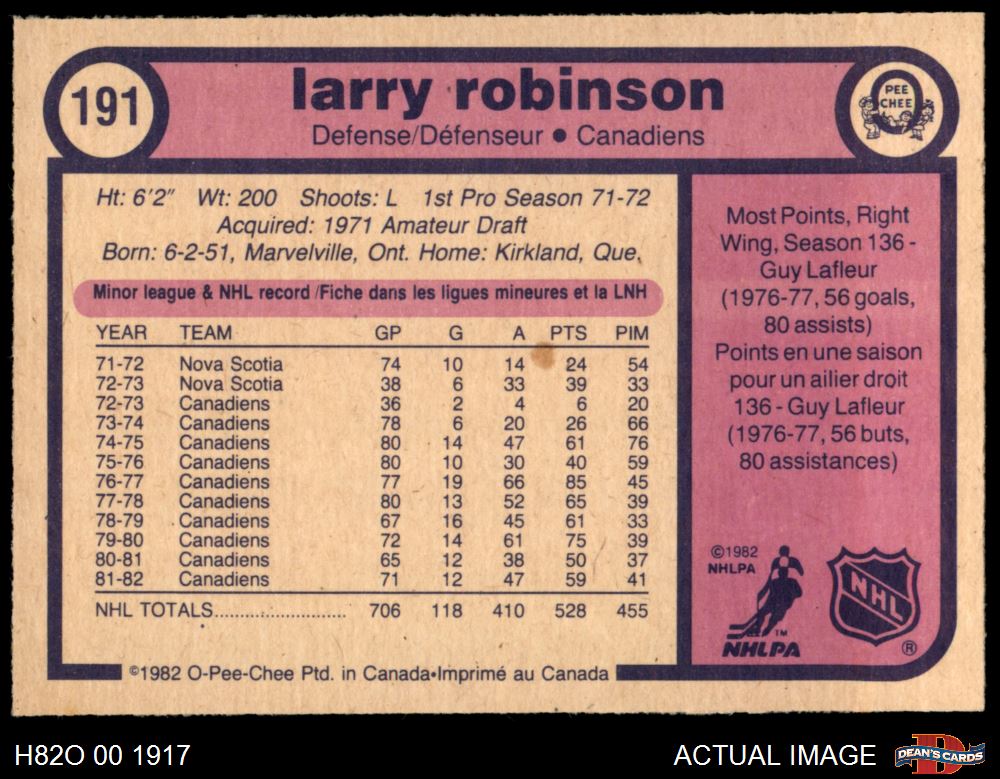 191
larry robinson
Defense/Défenseur ● Canadiens
PEE
CHEE
Ht: 6'2" Wt: 200 Shoots: L 1st Pro Season 71-72
Acquired: 1971 Amateur Draft
Born: 6-2-51, Marvelville, Ont. Home: Kirkland, Que.
Minor league & NHL record /Fiche dans les ligues mineures et la LNH
YEAR TEAM GP G A PTS PIM
71-72 Nova Scotia 74 10 14 24 54
72-73 Nova Scotia 38 6 33 39 33
72-73 Canadiens 36 2 4 6 20
73-74 Canadiens 78 6 20 26 66
74-75 Canadiens 80 14 47 61 76
75-76 Canadiens 80 10 30 40 59
76-77 Canadiens 77 19 66 85 45
77-78 Canadiens 80 13 52 65 39
78-79 Canadiens 67 16 45 61 33
79-80 Canadiens 72 14 61 75 39
80-81 Canadiens 65 12 38 50 37
81-82 Canadiens 71 12 47 59 41
NHL TOTALS...................... 706 118 410 528 455
©1982 O-Pee-Chee Ptd. in Canada•Imprimé au Canada
Most Points, Right
Wing, Season 136 -
Guy Lafleur
(1976-77, 56 goals,
80 assists)
Points en une saison
pour un ailier droit
136 - Guy Lafleur
(1976-77, 56 buts,
80 assistances)
©1982
NHLPA
TM
NHLPA
NHL
®
H82O 00 1917
ACTUAL IMAGE
D
DEAN'S CARDS